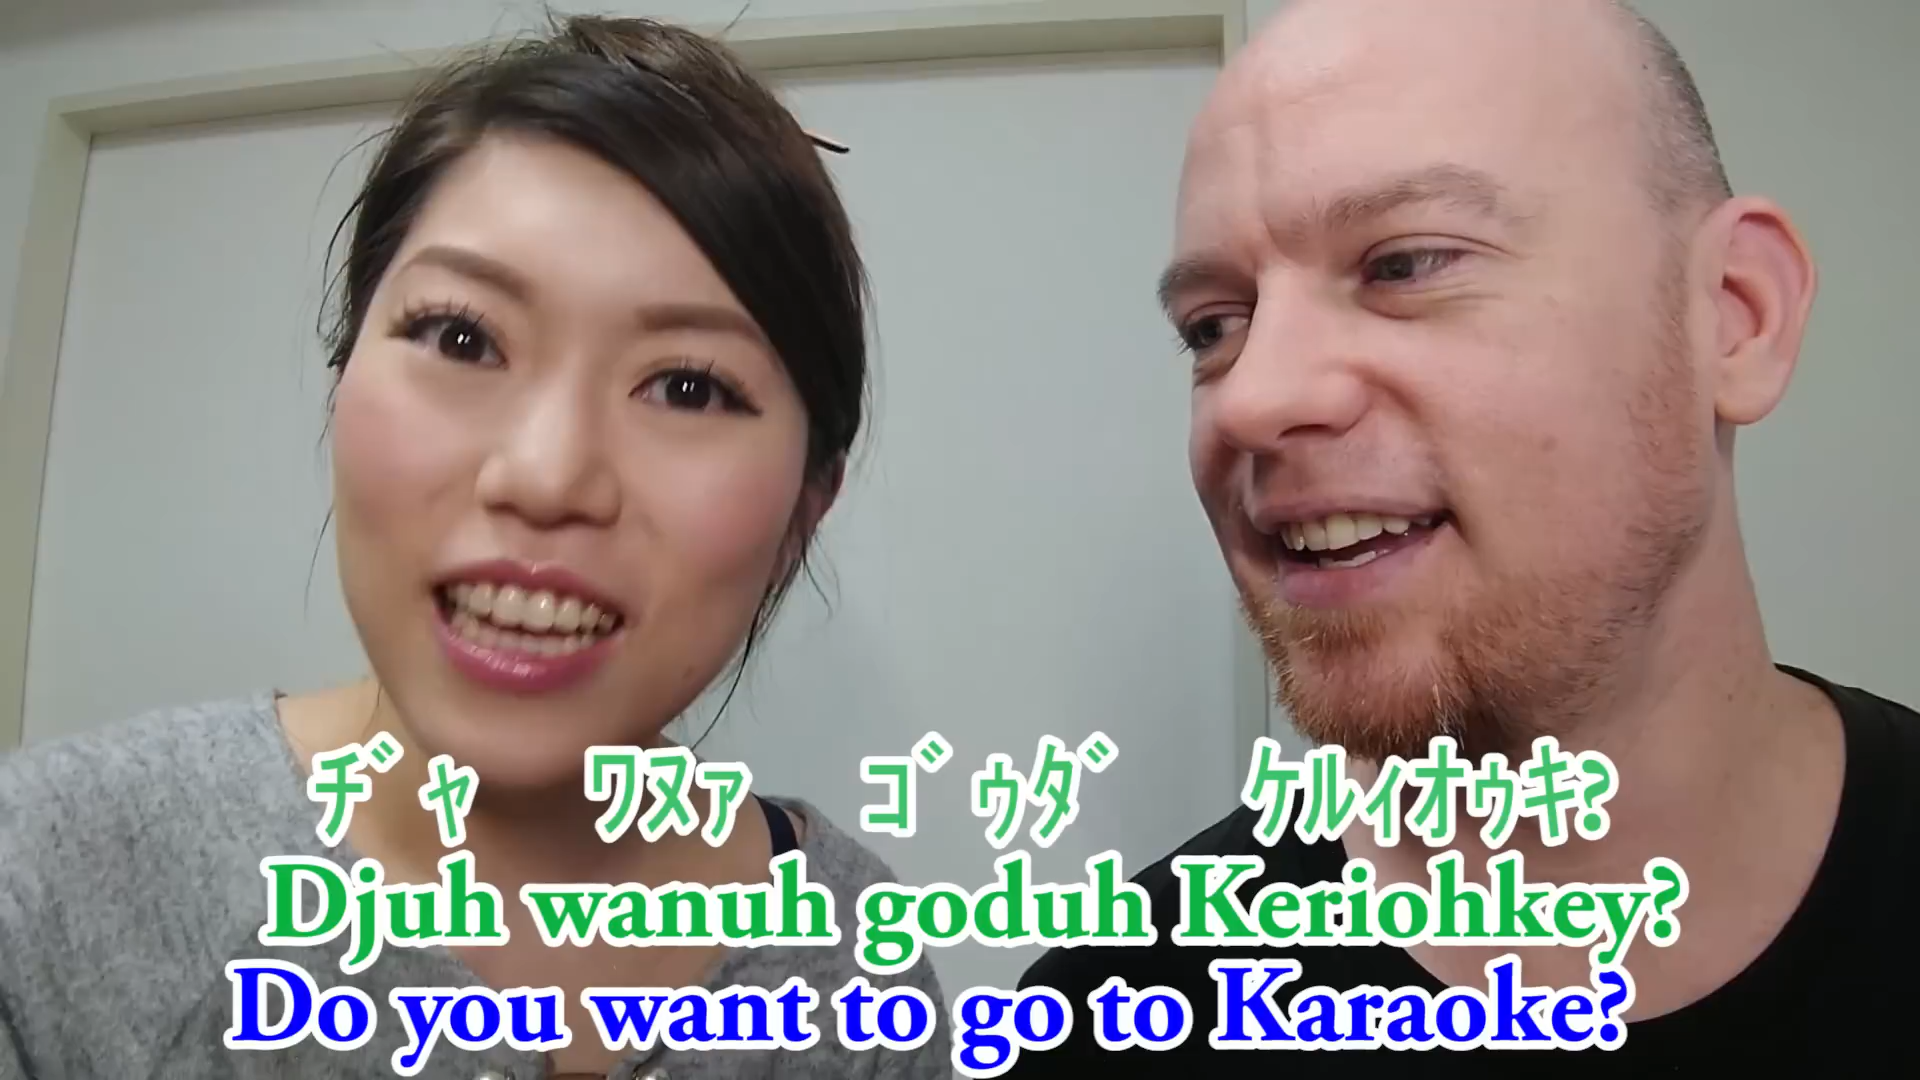 ﾁﾞｬ ﾜﾇｧ ｺﾞｩﾀﾞ ｹﾙｨｵｩｷ?
Djuh wanuh goduh Keriohkey?
Do you want to go to Karaoke?